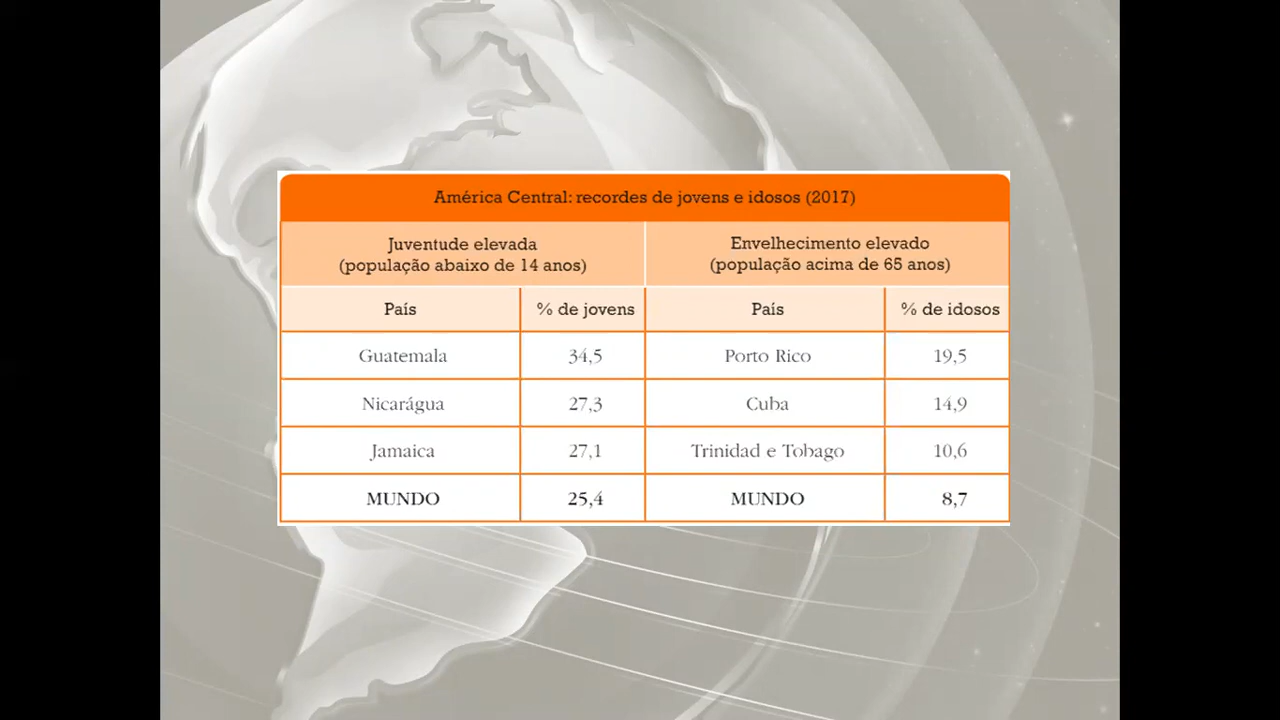 América Central: recordes de jovens e idosos (2017)
Juventude elevada
(população abaixo de 14 anos)
Envelhecimento elevado
(população acima de 65 anos)
País % de jovens País % de idosos
Guatemala 34,5 Porto Rico 19,5
Nicarágua 27,3 Cuba 14,9
Jamaica 27,1 Trinidad e Tobago 10,6
MUNDO 25,4 MUNDO 8,7